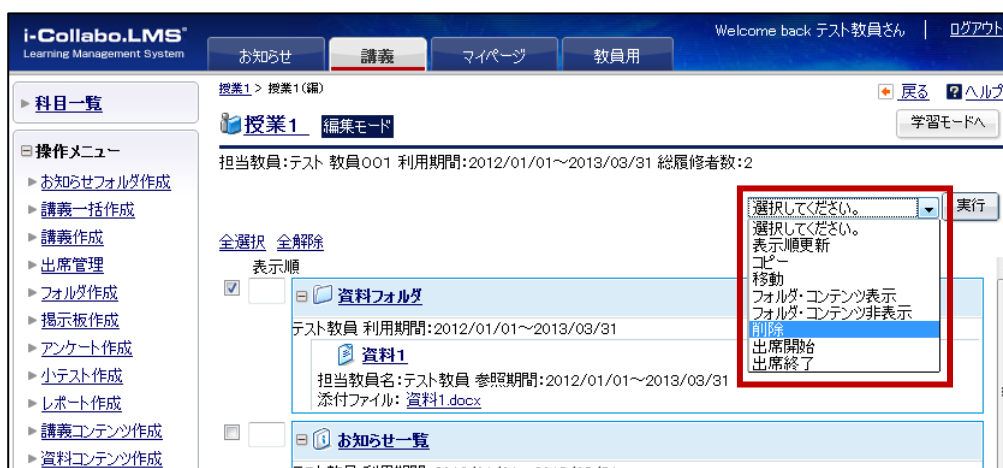 i-Collabo.LMS
Learning Management System
Welcome back テスト教員さん | ログアウト
お知らせ 講義 マイページ 教員用
科目一覧
操作メニュー
お知らせフォルダ作成
講義一括作成
講義作成
出席管理
フォルダ作成
掲示板作成
アンケート作成
小テスト作成
レポート作成
講義コンテンツ作成
資料コンテンツ作成
授業1 > 授業1(編)
戻る ヘルプ
授業1 編集モード
学習モードへ
担当教員:テスト 教員001 利用期間:2012/01/01～2013/03/31 総履修者数:2
選択してください。 実行
選択してください。
表示順更新
コピー
移動
フォルダ・コンテンツ表示
フォルダ・コンテンツ非表示
削除
出席開始
出席終了
全選択 全解除
表示順
資料フォルダ
テスト教員 利用期間:2012/01/01～2013/03/31
資料1
担当教員名:テスト教員 参照期間:2012/01/01～2013/03/31
添付ファイル: 資料1.docx
お知らせ一覧